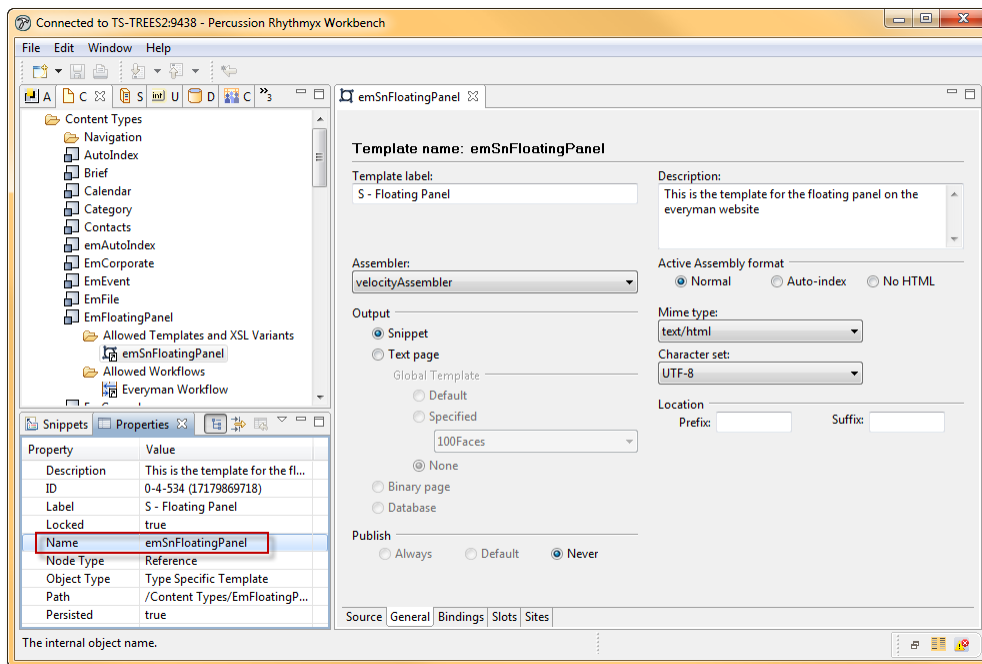 Connected to TS-TREES2:9438 - Percussion Rhythmyx Workbench
File Edit Window Help
A C S int U D C »3
Content Types
Navigation
AutoIndex
Brief
Calendar
Category
Contacts
emAutoIndex
EmCorporate
EmEvent
EmFile
EmFloatingPanel
Allowed Templates and XSL Variants
emSnFloatingPanel
Allowed Workflows
Everyman Workflow
Snippets Properties
Property Value
Description This is the template for the fl...
ID 0-4-534 (17179869718)
Label S - Floating Panel
Locked true
Name emSnFloatingPanel
Node Type Reference
Object Type Type Specific Template
Path /Content Types/EmFloatingP...
Persisted true
The internal object name.
emSnFloatingPanel
Template name: emSnFloatingPanel
Template label:
S - Floating Panel
Description:
This is the template for the floating panel on the
everyman website
Assembler:
velocityAssembler
Active Assembly format
Normal Auto-index No HTML
Output
Snippet
Text page
Global Template
Default
Specified
100Faces
None
Binary page
Database
Mime type:
text/html
Character set:
UTF-8
Location
Prefix: Suffix:
Publish
Always Default Never
Source General Bindings Slots Sites